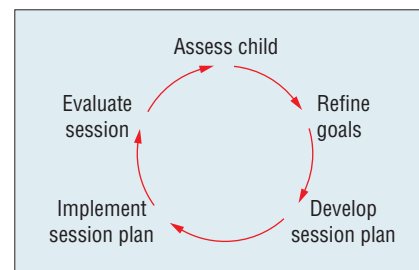 Assess child
Refine
goals
Develop
session plan
Implement
session plan
Evaluate
session